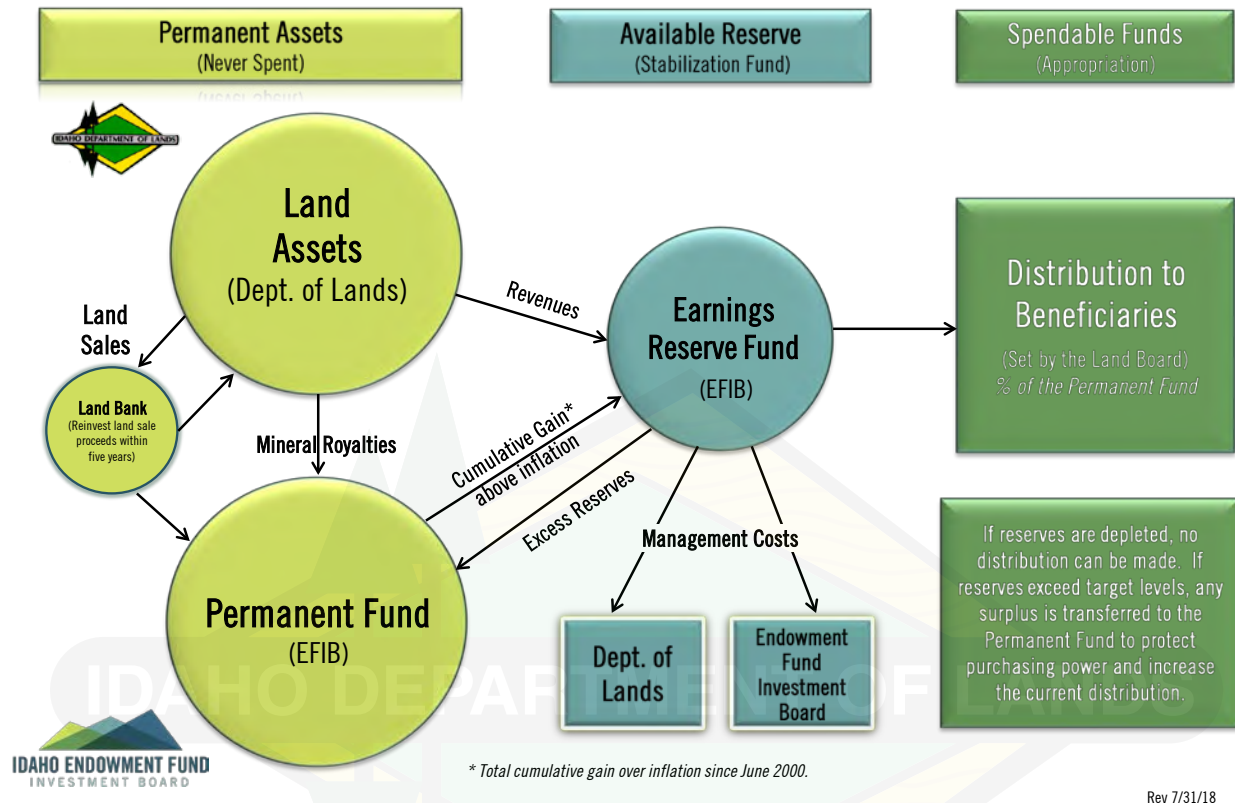 Permanent Assets
(Never Spent)
Available Reserve
(Stabilization Fund)
Spendable Funds
(Appropriation)
IDAHO DEPARTMENT OF LANDS
Land
Assets
(Dept. of Lands)
Revenues
Earnings
Reserve Fund
(EFIB)
Distribution to
Beneficiaries
(Set by the Land Board)
% of the Permanent Fund
Land
Sales
Land Bank
(Reinvest land sale
proceeds within
five years)
Mineral Royalties
Cumulative Gain*
above inflation
Excess Reserves
Management Costs
Permanent Fund
(EFIB)
Dept. of
Lands
Endowment
Fund
Investment
Board
If reserves are depleted, no
distribution can be made. If
reserves exceed target levels, any
surplus is transferred to the
Permanent Fund to protect
purchasing power and increase
the current distribution.
IDAHO DEPARTMENT OF LANDS
IDAHO ENDOWMENT FUND
INVESTMENT BOARD
* Total cumulative gain over inflation since June 2000.
Rev 7/31/18